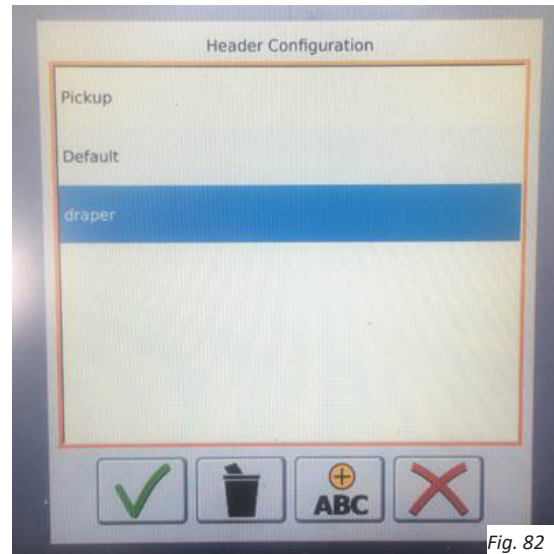 Header Configuration
Pickup
Default
draper
ABC
Fig. 82